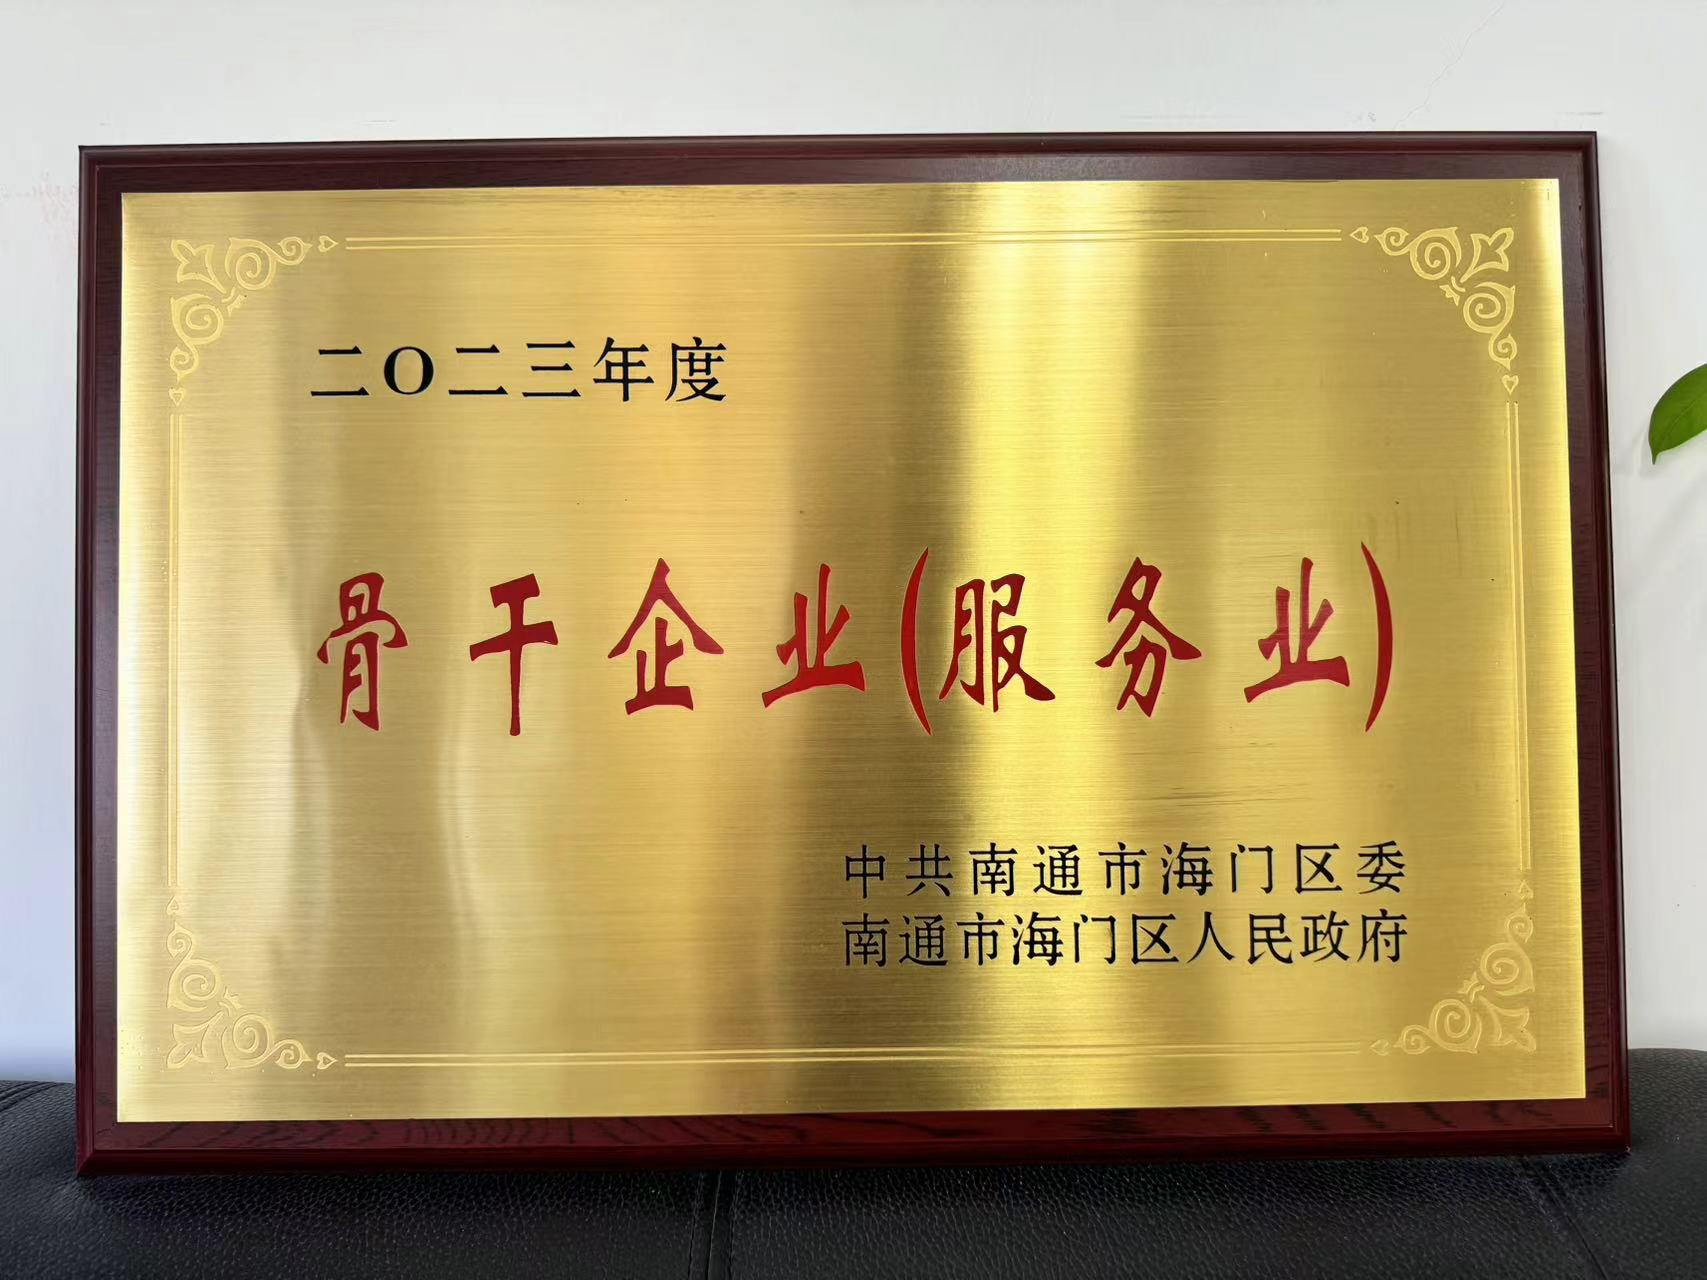 二〇二三年度
骨干企业(服务业)
中共南通市海门区委
南通市海门区人民政府